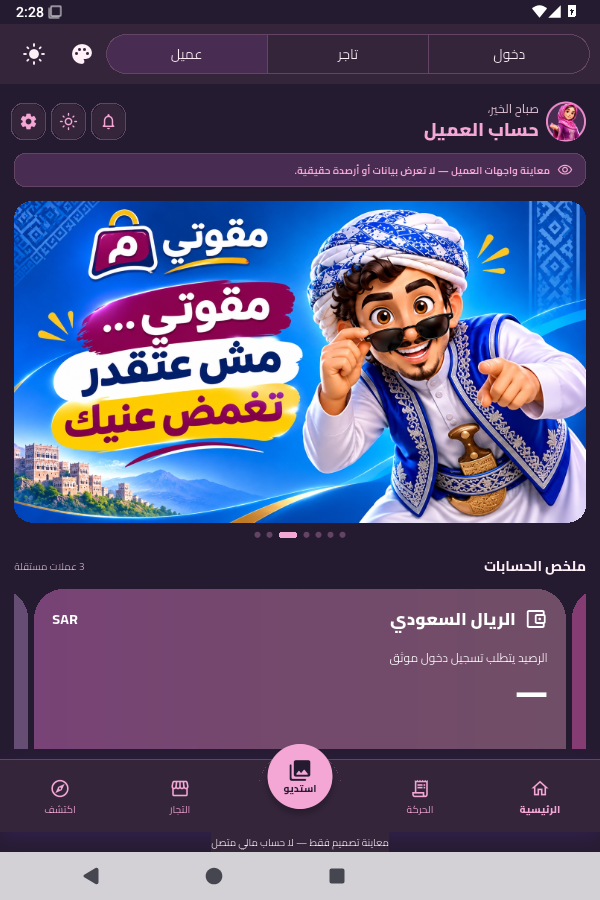 2:28
دخول
تاجر
عميل
صباح الخير،
حساب العميل
معاينة واجهات العميل — لا تعرض بيانات أو أرصدة حقيقية.
مقوتي
م
مقوتي ...
مش عتقدر
تغمض عنيك
ملخص الحسابات
3 عملات مستقلة
الريال السعودي
SAR
الرصيد يتطلب تسجيل دخول موثق
—
الرئيسية
الحركة
استديو
التجار
اكتشف
معاينة تصميم فقط — لا حساب مالي متصل